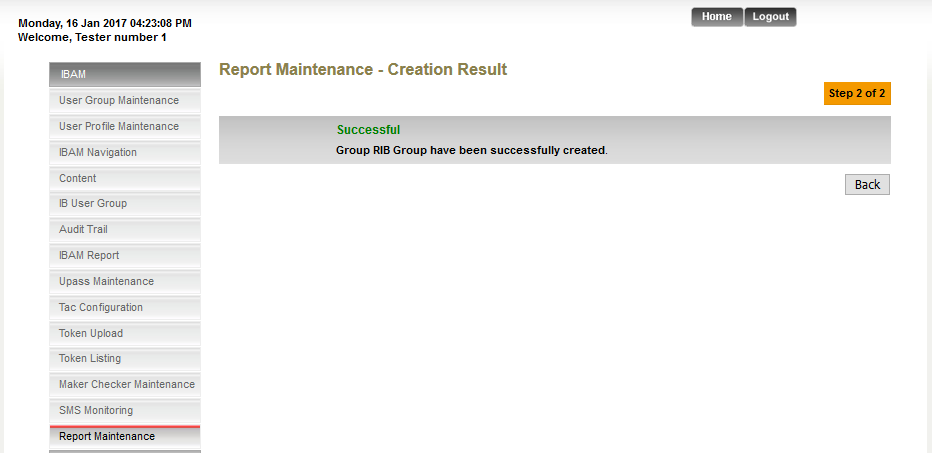 Monday, 16 Jan 2017 04:23:08 PM
Welcome, Tester number 1
Home
Logout
IBAM
User Group Maintenance
User Profile Maintenance
IBAM Navigation
Content
IB User Group
Audit Trail
IBAM Report
Upass Maintenance
Tac Configuration
Token Upload
Token Listing
Maker Checker Maintenance
SMS Monitoring
Report Maintenance
Report Maintenance - Creation Result
Step 2 of 2
Successful
Group RIB Group have been successfully created.
Back